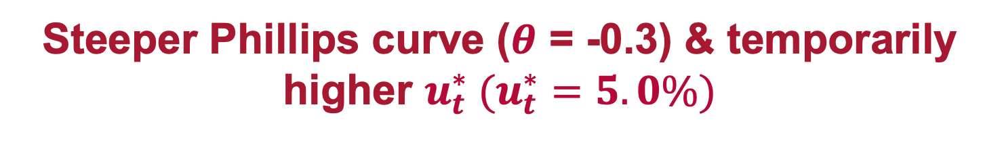 Steeper Phillips curve (θ = -0.3) & temporarily
higher u*t (u*t = 5.0%)